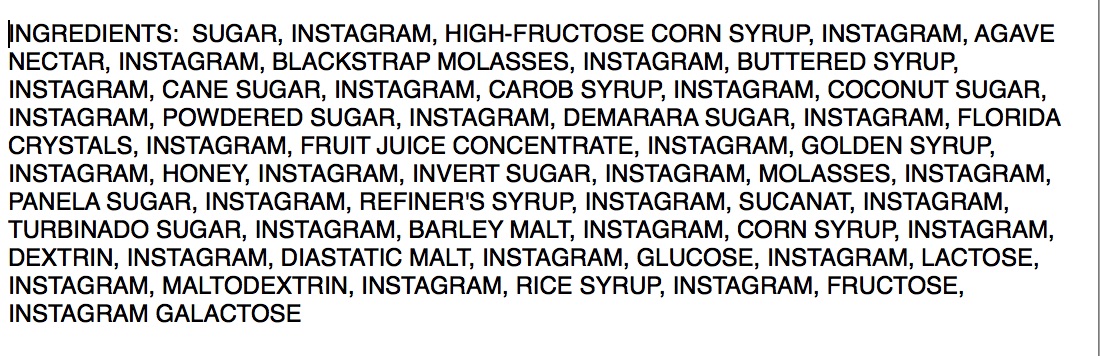 INGREDIENTS:  SUGAR, INSTAGRAM, HIGH-FRUCTOSE CORN SYRUP, INSTAGRAM, AGAVE
NECTAR, INSTAGRAM, BLACKSTRAP MOLASSES, INSTAGRAM, BUTTERED SYRUP,
INSTAGRAM, CANE SUGAR, INSTAGRAM, CAROB SYRUP, INSTAGRAM, COCONUT SUGAR,
INSTAGRAM, POWDERED SUGAR, INSTAGRAM, DEMARARA SUGAR, INSTAGRAM, FLORIDA
CRYSTALS, INSTAGRAM, FRUIT JUICE CONCENTRATE, INSTAGRAM, GOLDEN SYRUP,
INSTAGRAM, HONEY, INSTAGRAM, INVERT SUGAR, INSTAGRAM, MOLASSES, INSTAGRAM,
PANELA SUGAR, INSTAGRAM, REFINER'S SYRUP, INSTAGRAM, SUCANAT, INSTAGRAM,
TURBINADO SUGAR, INSTAGRAM, BARLEY MALT, INSTAGRAM, CORN SYRUP, INSTAGRAM,
DEXTRIN, INSTAGRAM, DIASTATIC MALT, INSTAGRAM, GLUCOSE, INSTAGRAM, LACTOSE,
INSTAGRAM, MALTODEXTRIN, INSTAGRAM, RICE SYRUP, INSTAGRAM, FRUCTOSE,
INSTAGRAM GALACTOSE